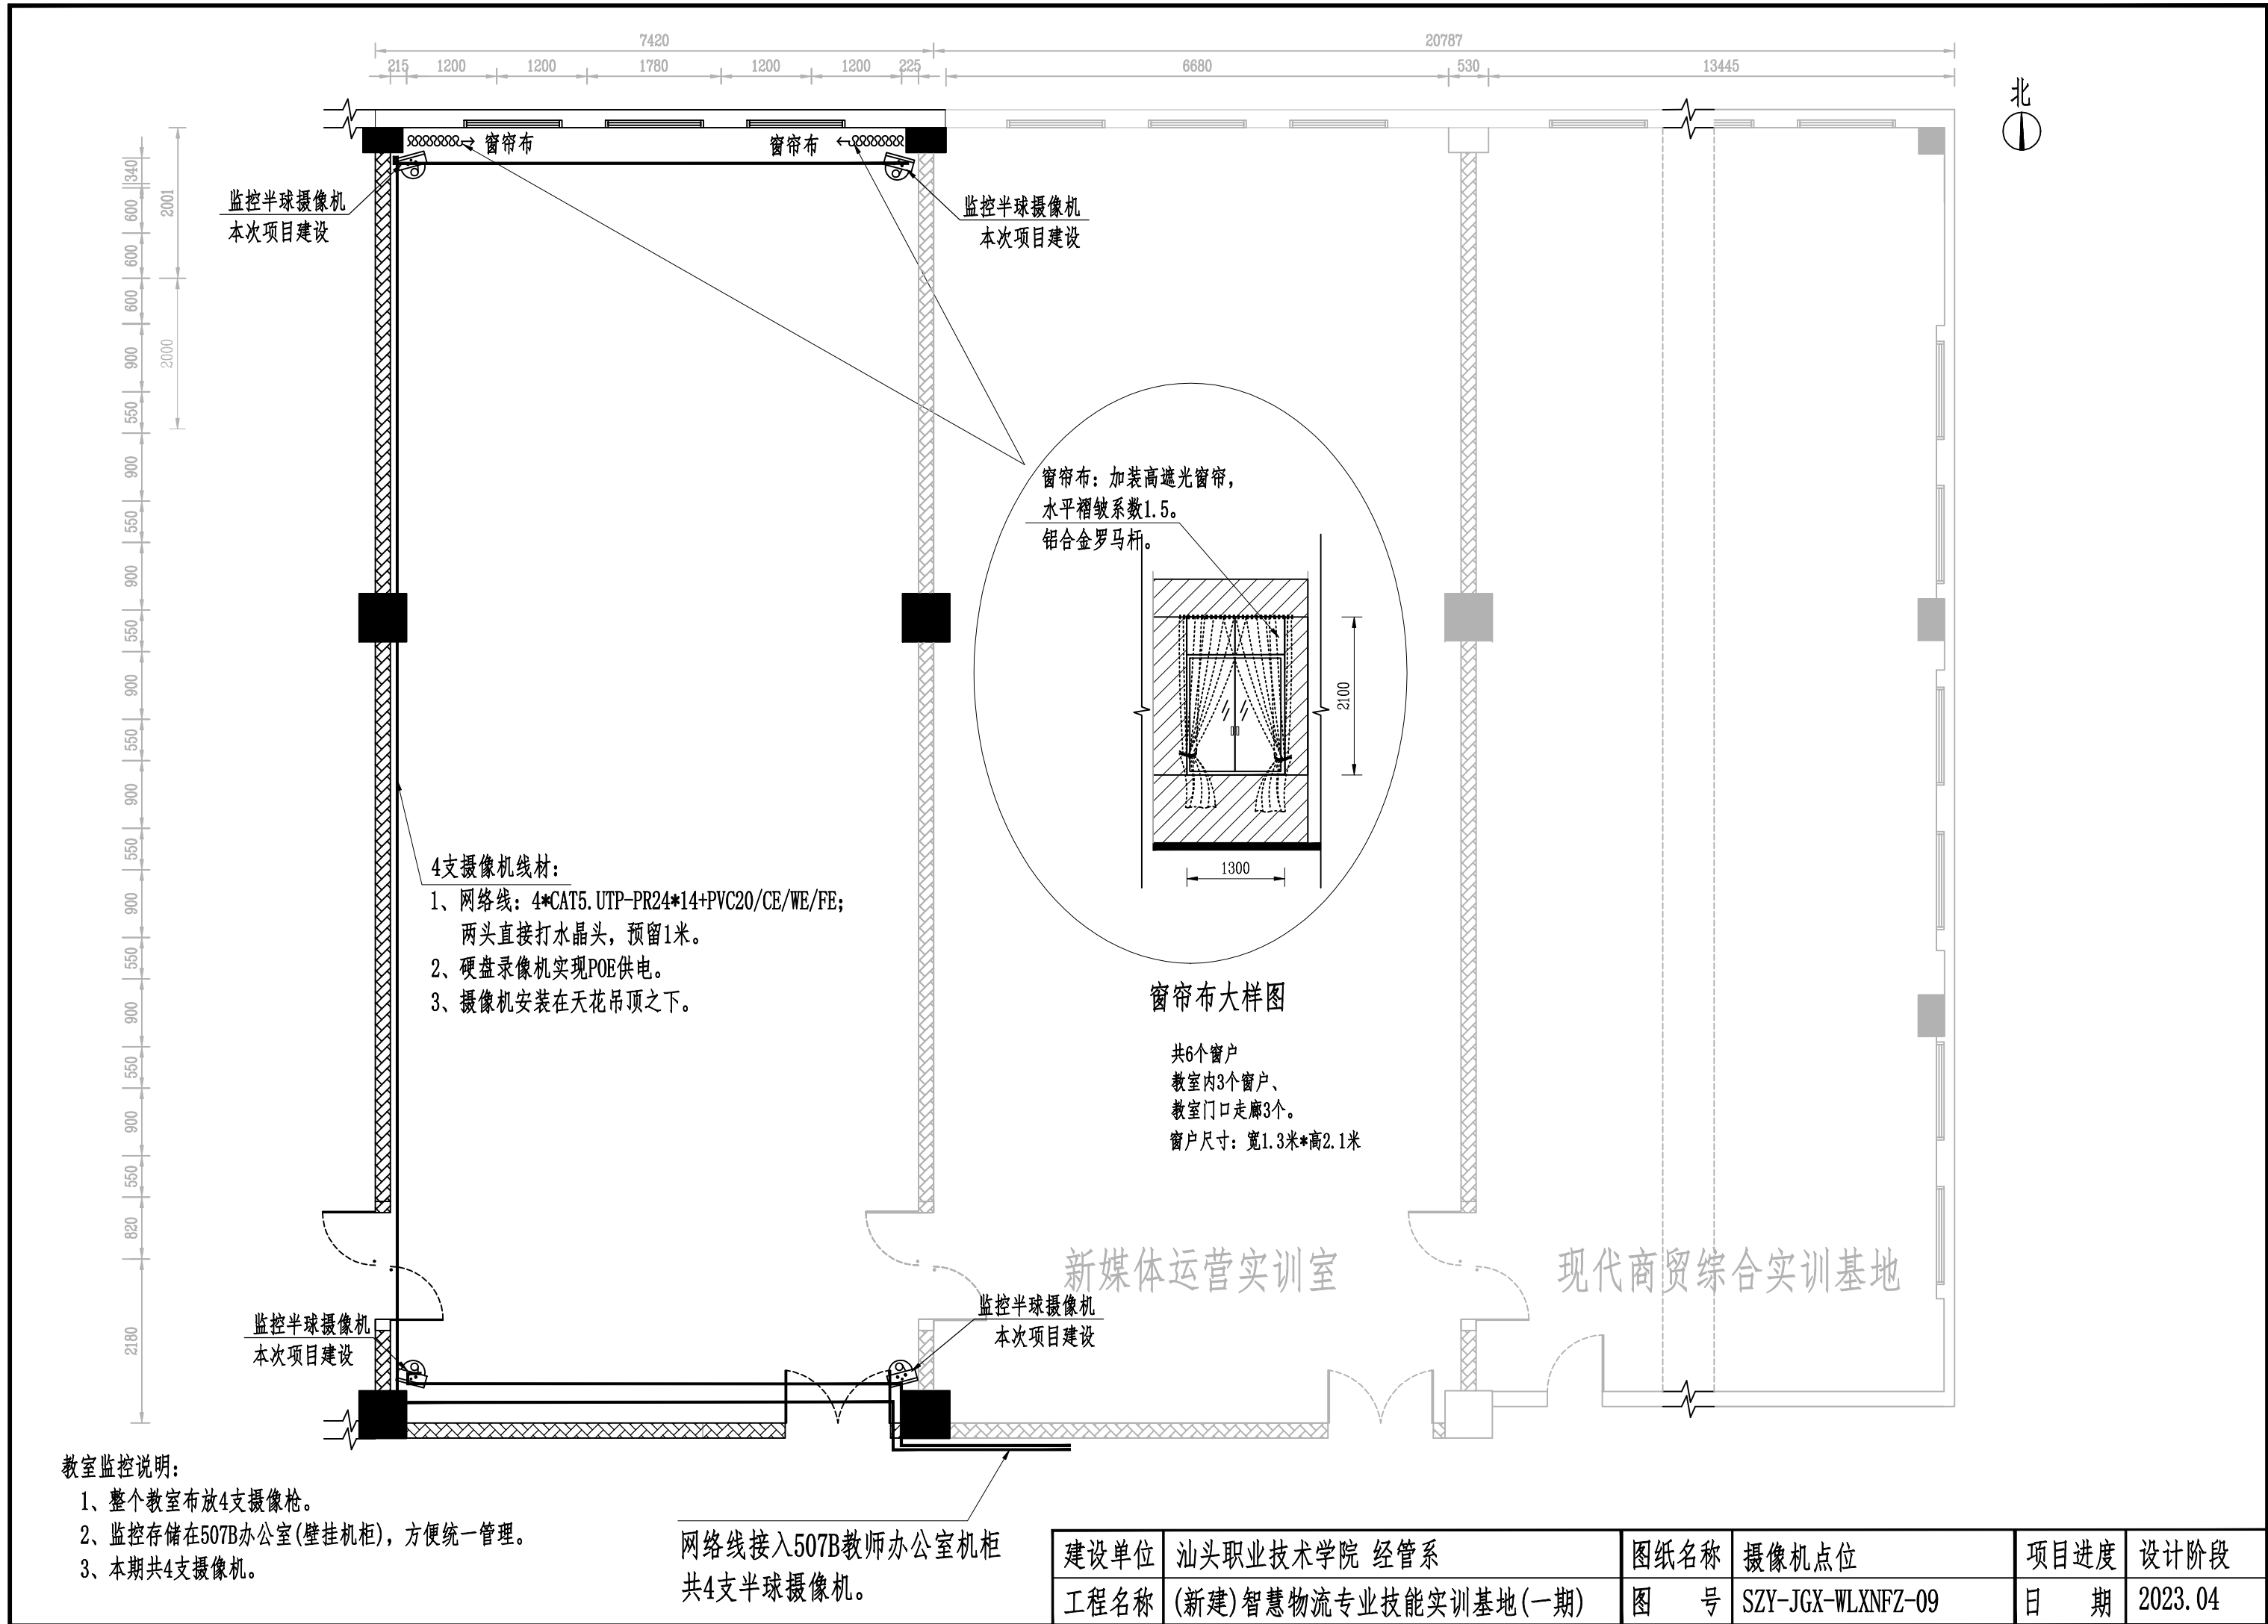 7420
20787
215
1200
1200
1780
1200
1200
225
6680
530
13445
北
窗帘布
窗帘布
监控半球摄像机
本次项目建设
监控半球摄像机
本次项目建设
340
600
600
600
900
550
900
550
900
550
900
550
900
550
900
550
900
550
900
550
820
2180
2001
2000
窗帘布：加装高遮光窗帘，
水平褶皱系数1.5。
铝合金罗马杆。
2100
1300
4支摄像机线材：
1、网络线：4*CAT5.UTP-PR24*14+PVC20/CE/WE/FE；
两头直接打水晶头，预留1米。
2、硬盘录像机实现POE供电。
3、摄像机安装在天花吊顶之下。
窗帘布大样图
共6个窗户
教室内3个窗户、
教室门口走廊3个。
窗户尺寸：宽1.3米*高2.1米
新媒体运营实训室
现代商贸综合实训基地
监控半球摄像机
本次项目建设
监控半球摄像机
本次项目建设
教室监控说明：
1、整个教室布放4支摄像枪。
2、监控存储在507B办公室(壁挂机柜)，方便统一管理。
3、本期共4支摄像机。
网络线接入507B教师办公室机柜
共4支半球摄像机。
建设单位 汕头职业技术学院 经管系 图纸名称 摄像机点位 项目进度 设计阶段
工程名称 (新建)智慧物流专业技能实训基地(一期) 图 号 SZY-JGX-WLXNFZ-09 日 期 2023.04